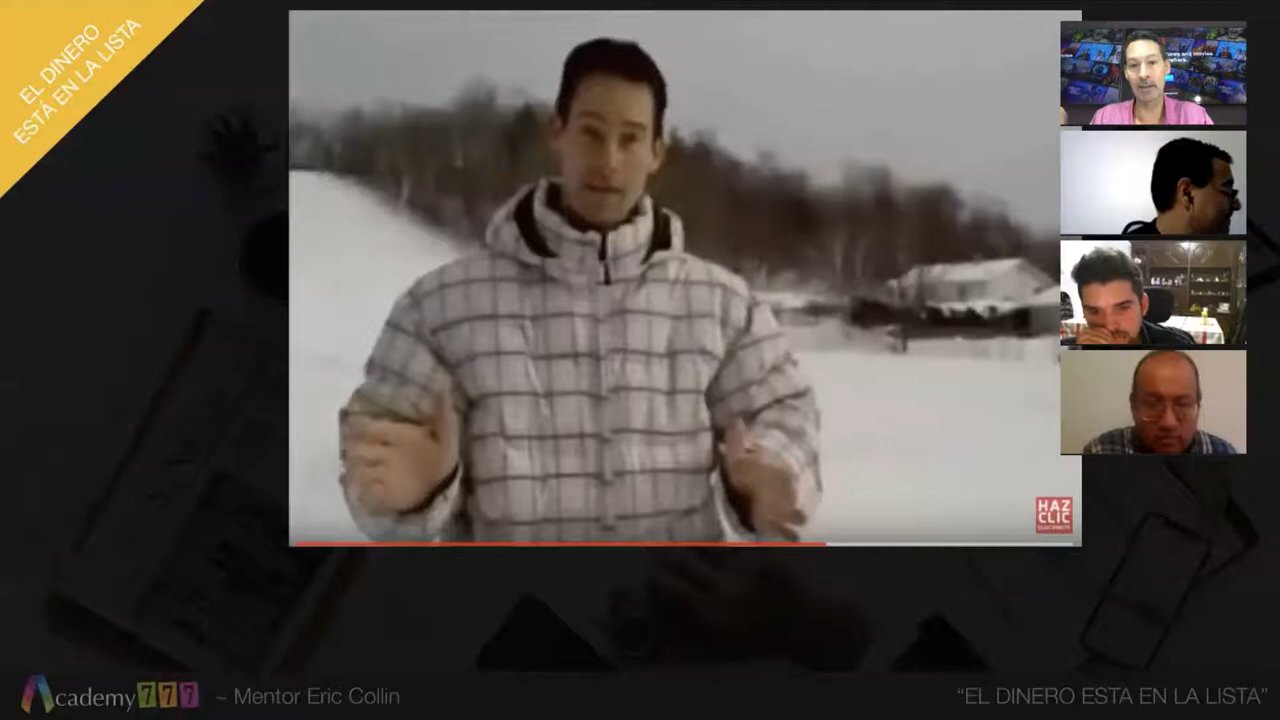 EL DINERO
ESTÁ EN LA LISTA
HAZ
CLIC
Academy777 ~ Mentor Eric Collin
“EL DINERO ESTA EN LA LISTA”